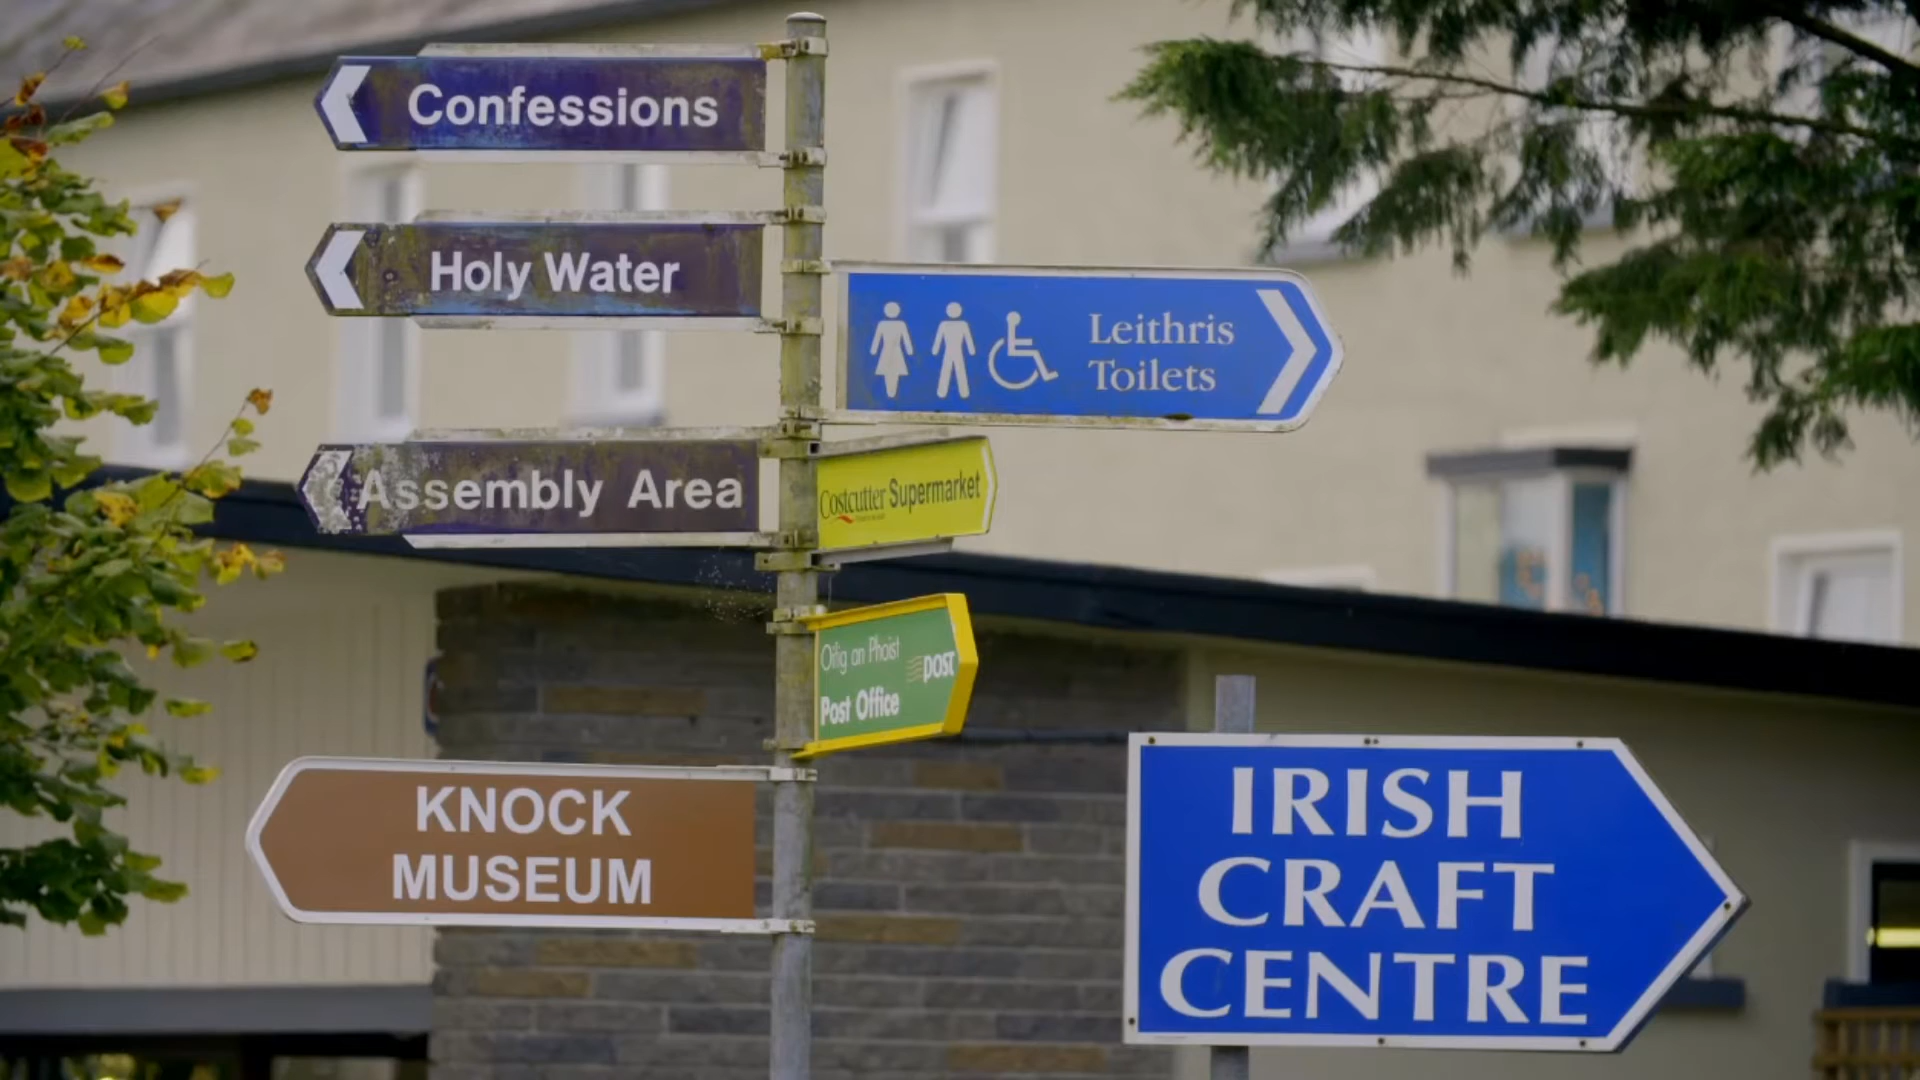 Confessions
Holy Water
Leithris
Toilets
Assembly Area
Costcutter Supermarket
Oifig an Phoist
post
Post Office
KNOCK
MUSEUM
IRISH
CRAFT
CENTRE